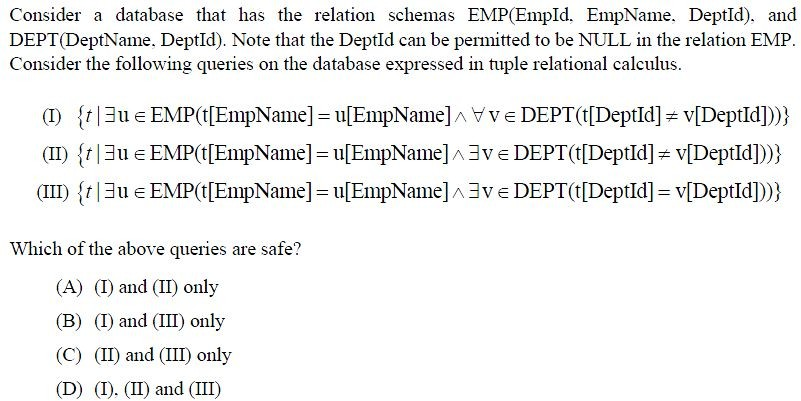 Consider a database that has the relation schemas EMP(EmpId, EmpName, DeptId), and
DEPT(DeptName, DeptId). Note that the DeptId can be permitted to be NULL in the relation EMP.
Consider the following queries on the database expressed in tuple relational calculus.
(I) {t|∃u ∈ EMP(t[EmpName] = u[EmpName] ∧ ∀ v ∈ DEPT(t[DeptId] ≠ v[DeptId]))}
(II) {t|∃u ∈ EMP(t[EmpName] = u[EmpName] ∧ ∃v ∈ DEPT(t[DeptId] ≠ v[DeptId]))}
(III) {t|∃u ∈ EMP(t[EmpName] = u[EmpName] ∧ ∃v ∈ DEPT(t[DeptId] = v[DeptId]))}
Which of the above queries are safe?
(A) (I) and (II) only
(B) (I) and (III) only
(C) (II) and (III) only
(D) (I), (II) and (III)